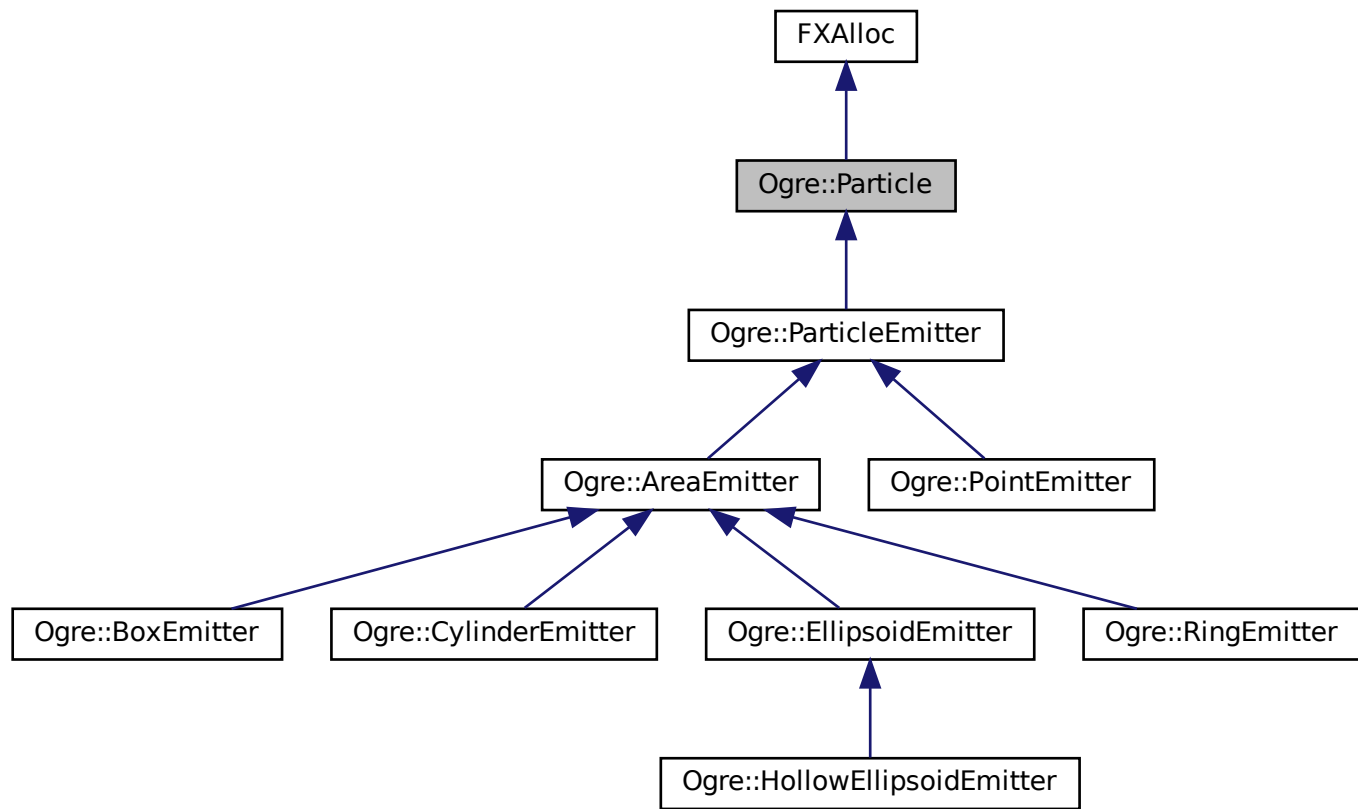 FXAlloc
Ogre::Particle
Ogre::ParticleEmitter
Ogre::AreaEmitter
Ogre::PointEmitter
Ogre::BoxEmitter
Ogre::CylinderEmitter
Ogre::EllipsoidEmitter
Ogre::RingEmitter
Ogre::HollowEllipsoidEmitter